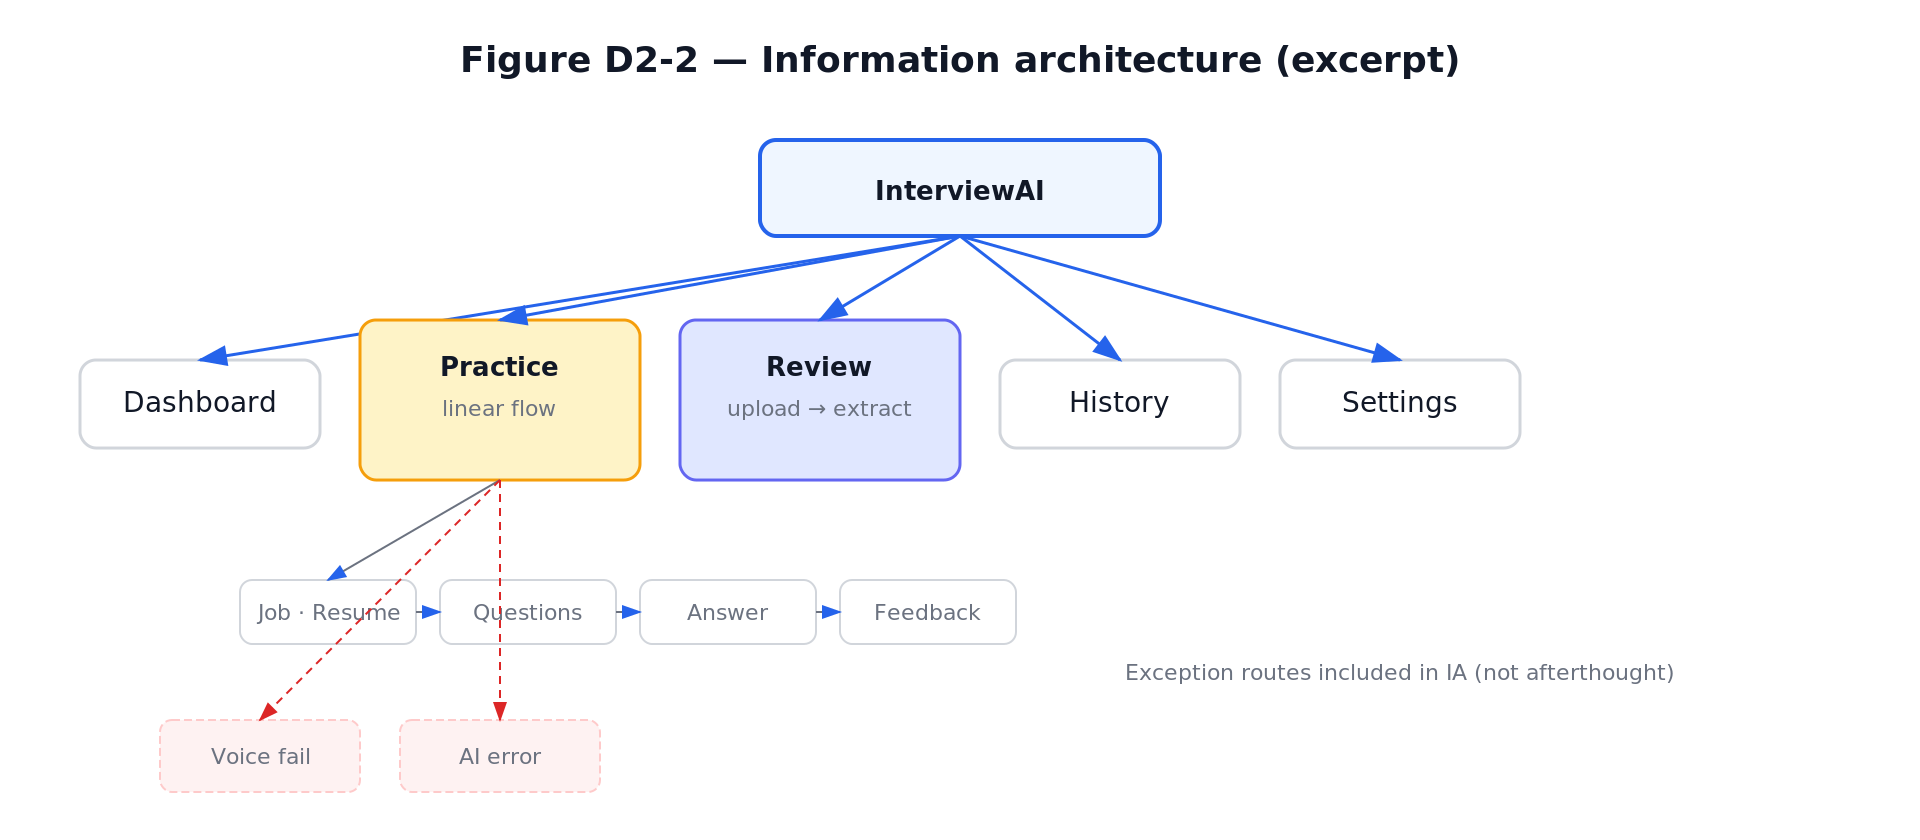 Figure D2-2 — Information architecture (excerpt)
InterviewAI
Dashboard
Practice
linear flow
Review
upload → extract
History
Settings
Job · Resume
Questions
Answer
Feedback
Exception routes included in IA (not afterthought)
Voice fail
AI error